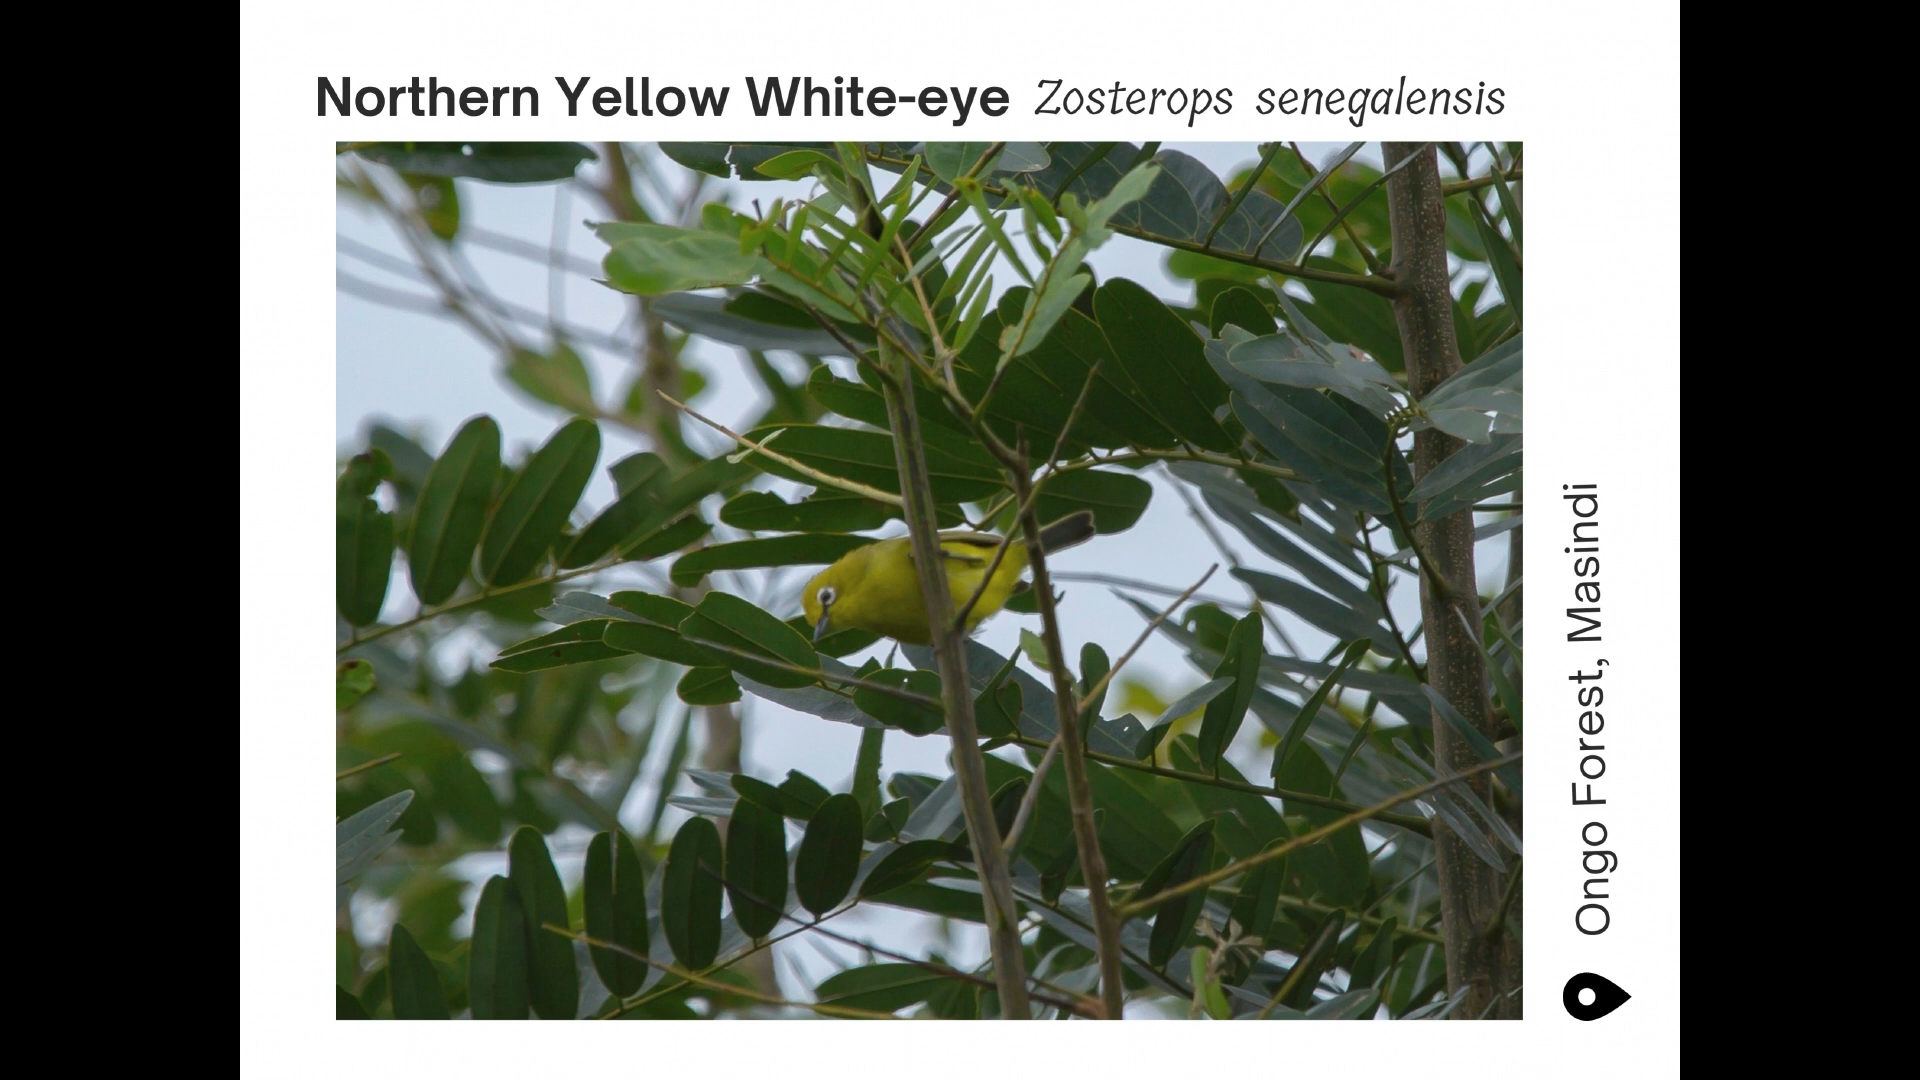 Northern Yellow White-eye Zosterops senegalensis
Ongo Forest, Masindi